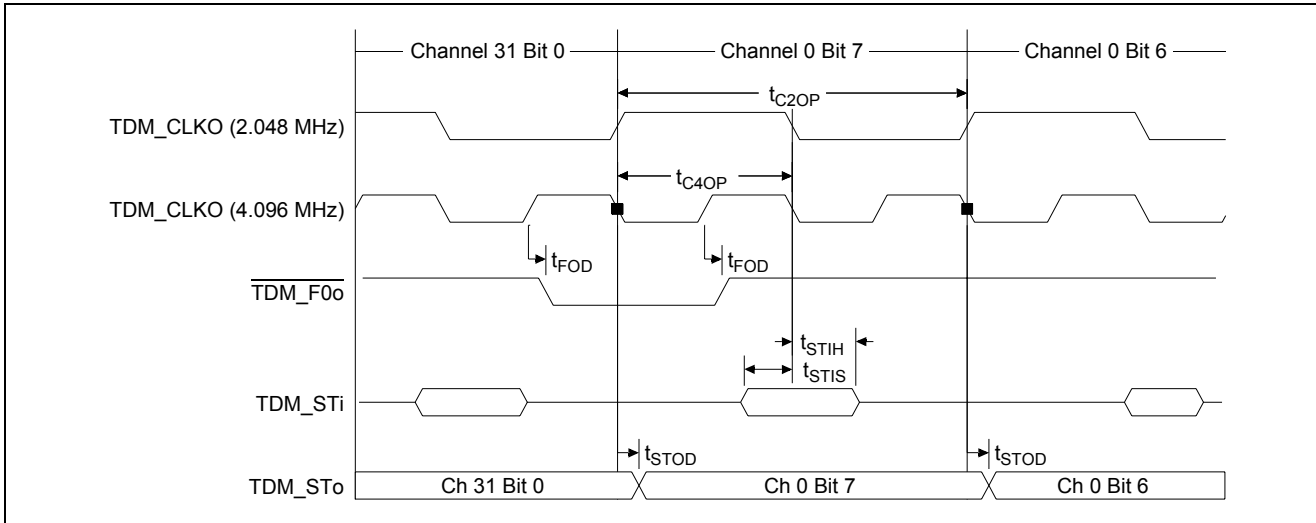 Channel 31 Bit 0
Channel 0 Bit 7
Channel 0 Bit 6
tC2OP
TDM_CLKO (2.048 MHz)
tC4OP
TDM_CLKO (4.096 MHz)
tFOD
tFOD
TDM_F0o
tSTIH
tSTIS
TDM_STi
tSTOD
tSTOD
TDM_STo
Ch 31 Bit 0
Ch 0 Bit 7
Ch 0 Bit 6